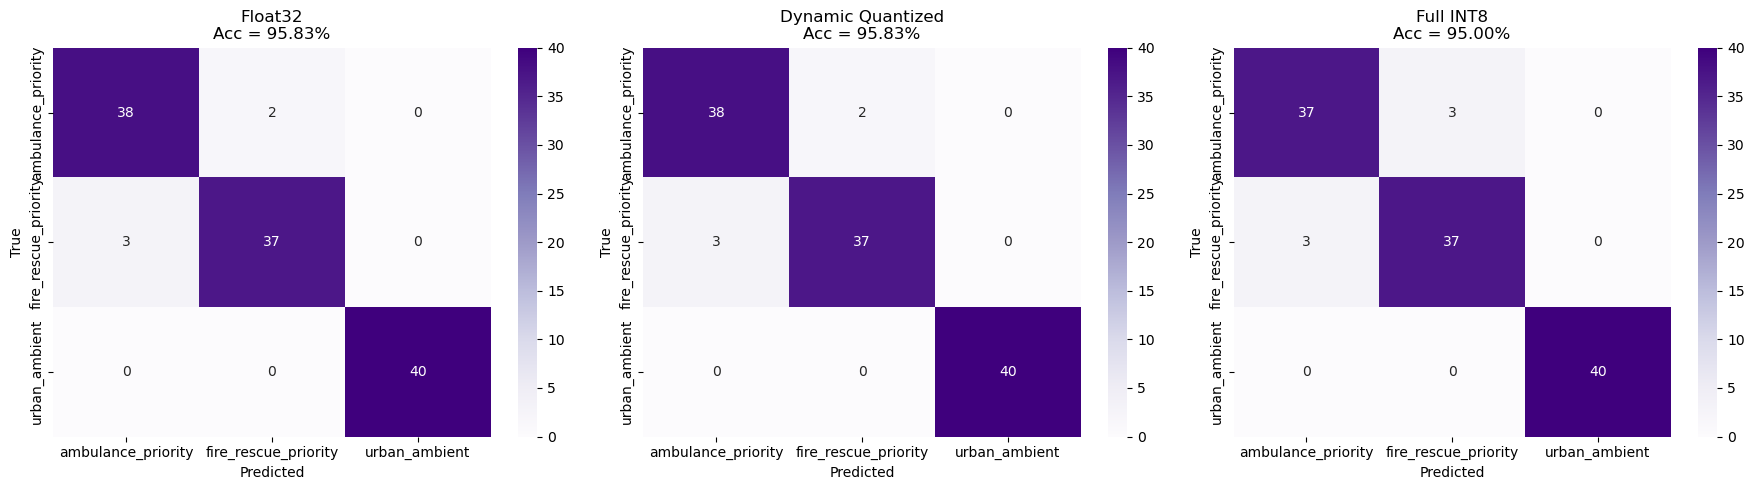 Float32
Acc = 95.83%
True
ambulance_priority
fire_rescue_priority
urban_ambient
38 2 0
3 37 0
0 0 40
ambulance_priority fire_rescue_priority urban_ambient
Predicted
40
35
30
25
20
15
10
5
0
Dynamic Quantized
Acc = 95.83%
True
ambulance_priority
fire_rescue_priority
urban_ambient
38 2 0
3 37 0
0 0 40
ambulance_priority fire_rescue_priority urban_ambient
Predicted
40
35
30
25
20
15
10
5
0
Full INT8
Acc = 95.00%
True
ambulance_priority
fire_rescue_priority
urban_ambient
37 3 0
3 37 0
0 0 40
ambulance_priority fire_rescue_priority urban_ambient
Predicted
40
35
30
25
20
15
10
5
0